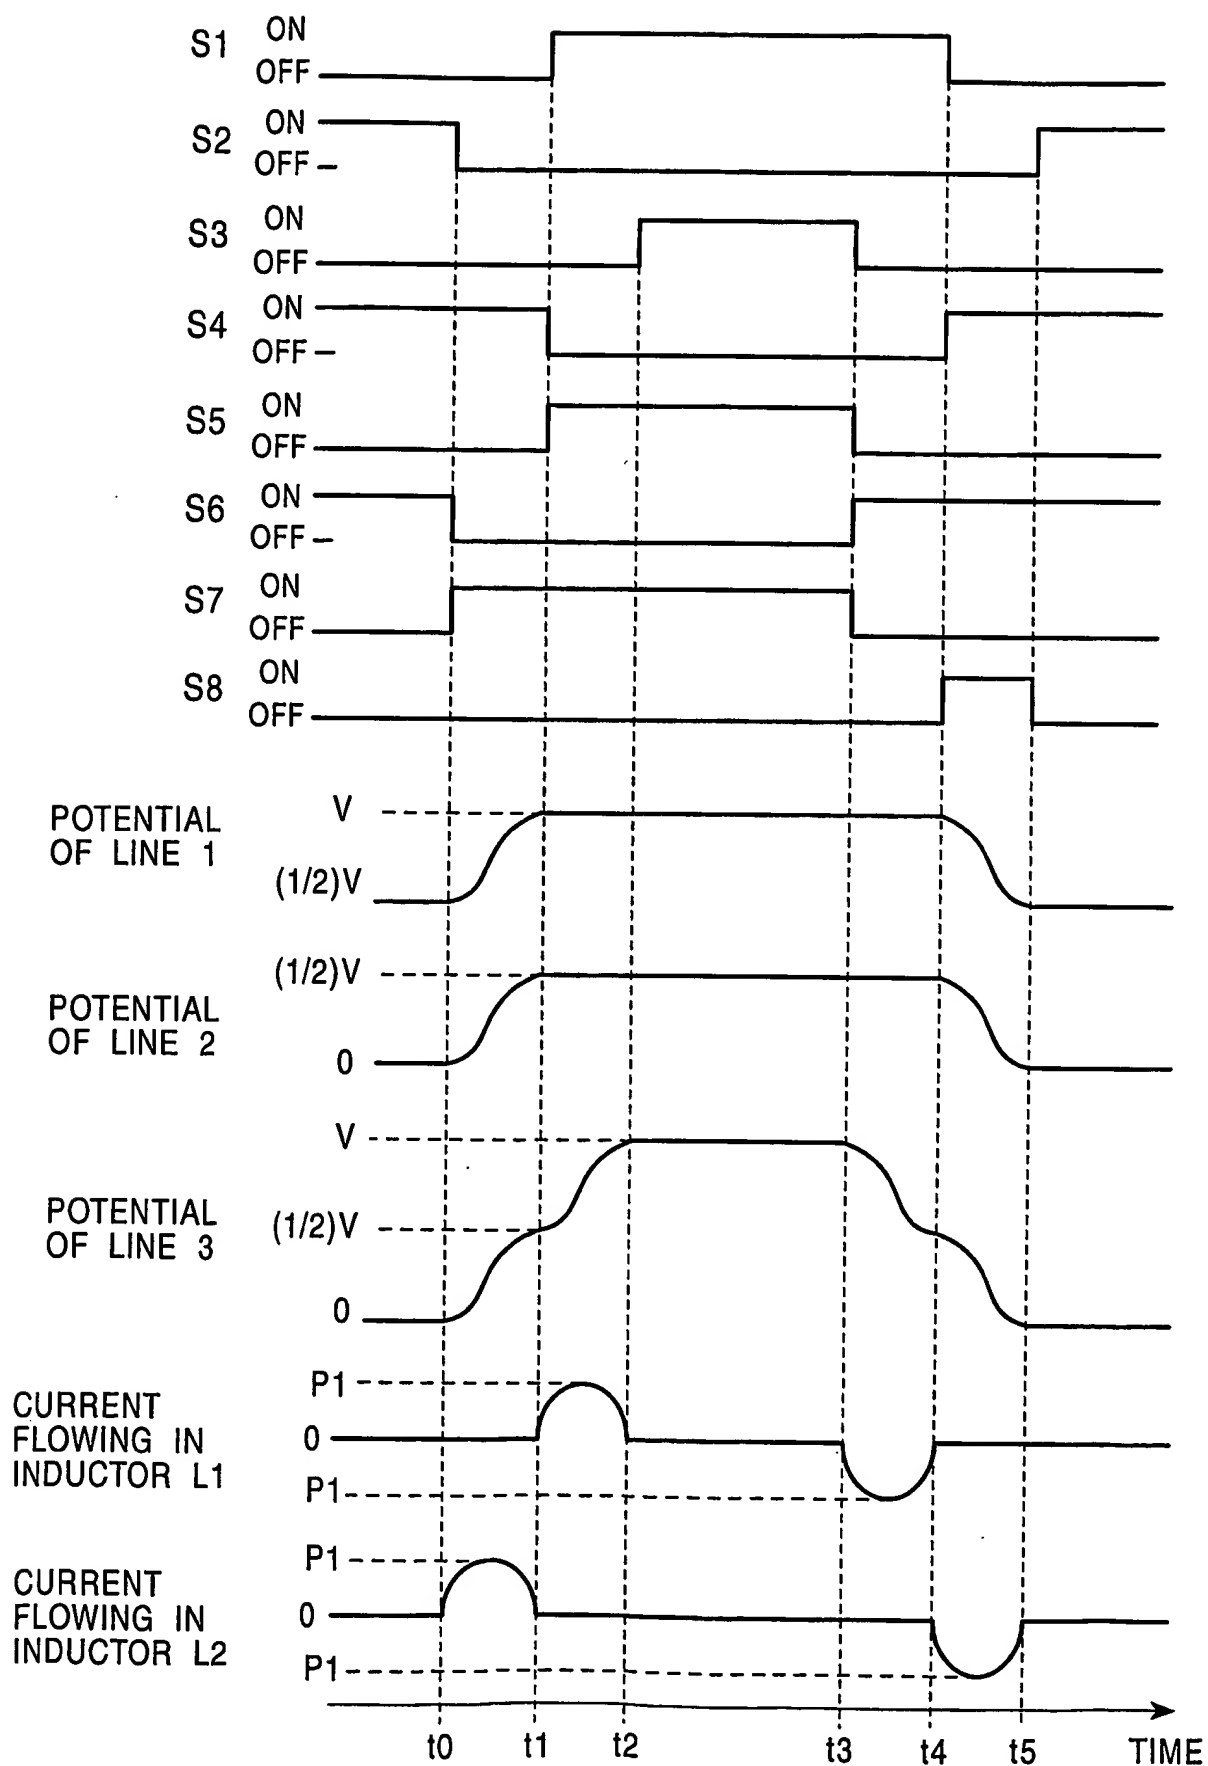 S1 ON
OFF
S2 ON
OFF
S3 ON
OFF
S4 ON
OFF
S5 ON
OFF
S6 ON
OFF
S7 ON
OFF
S8 ON
OFF
POTENTIAL
OF LINE 1
V
(1/2)V
POTENTIAL
OF LINE 2
(1/2)V
0
POTENTIAL
OF LINE 3
V
(1/2)V
0
CURRENT
FLOWING IN
INDUCTOR L1
P1
0
P1
CURRENT
FLOWING IN
INDUCTOR L2
P1
0
P1
t0 t1 t2 t3 t4 t5 TIME